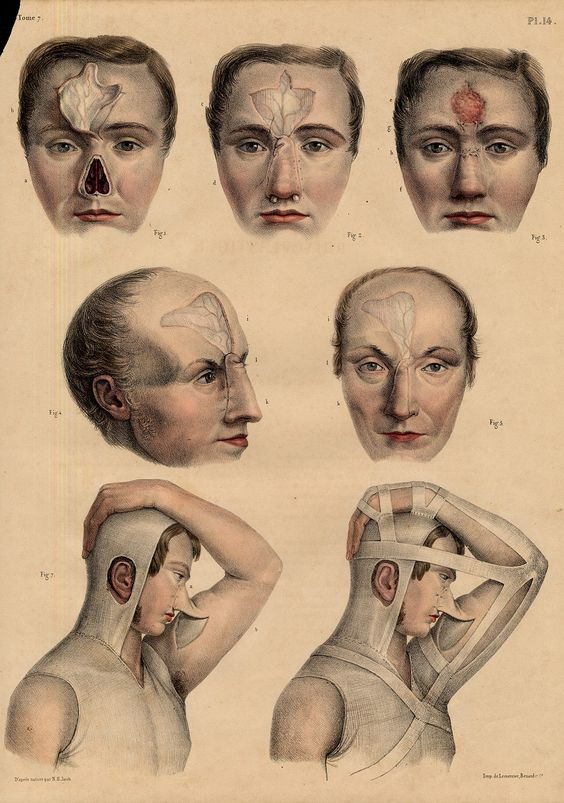 Tome 7.
Pl. 14.
b
a
r
Fig 1.
c
d
Fig 2.
e
g
h
f
Fig 3.
i
l
k
Fig 4
i
l
k
Fig 5.
Fig 7.
a
b
D'après nature par N. H. Jacob
Imp. de Lemercier, Benard et Cie